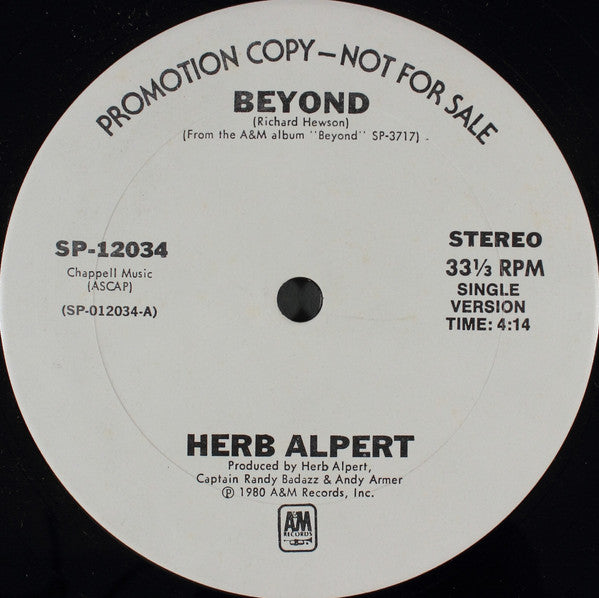 PROMOTION COPY—NOT FOR SALE
BEYOND
(Richard Hewson)
(From the A&M album "Beyond" SP-3717)
SP-12034
Chappell Music
(ASCAP)
(SP-012034-A)
STEREO
33⅓ RPM
SINGLE
VERSION
TIME: 4:14
HERB ALPERT
Produced by Herb Alpert,
Captain Randy Badazz & Andy Armer
℗ 1980 A&M Records, Inc.
A&M
RECORDS